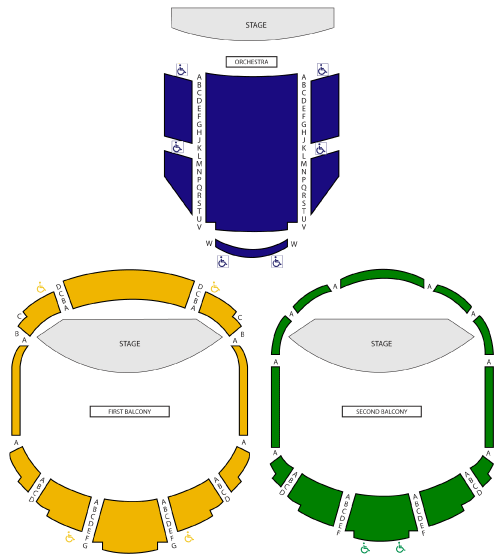 STAGE
ORCHESTRA
A A
B B
C C
D D
E E
F F
G G
H H
J J
K K
L L
M M
N N
P P
Q Q
R R
S S
T T
U U
V V
W W
D C B A
D C B A
C B A
C B A
STAGE
FIRST BALCONY
A A
A B C D
A B C D
A B C D E F G
A B C D E F G
A A
A A
A A
STAGE
SECOND BALCONY
A A
A B C D
A B C D
A B C D E F
A B C D E F